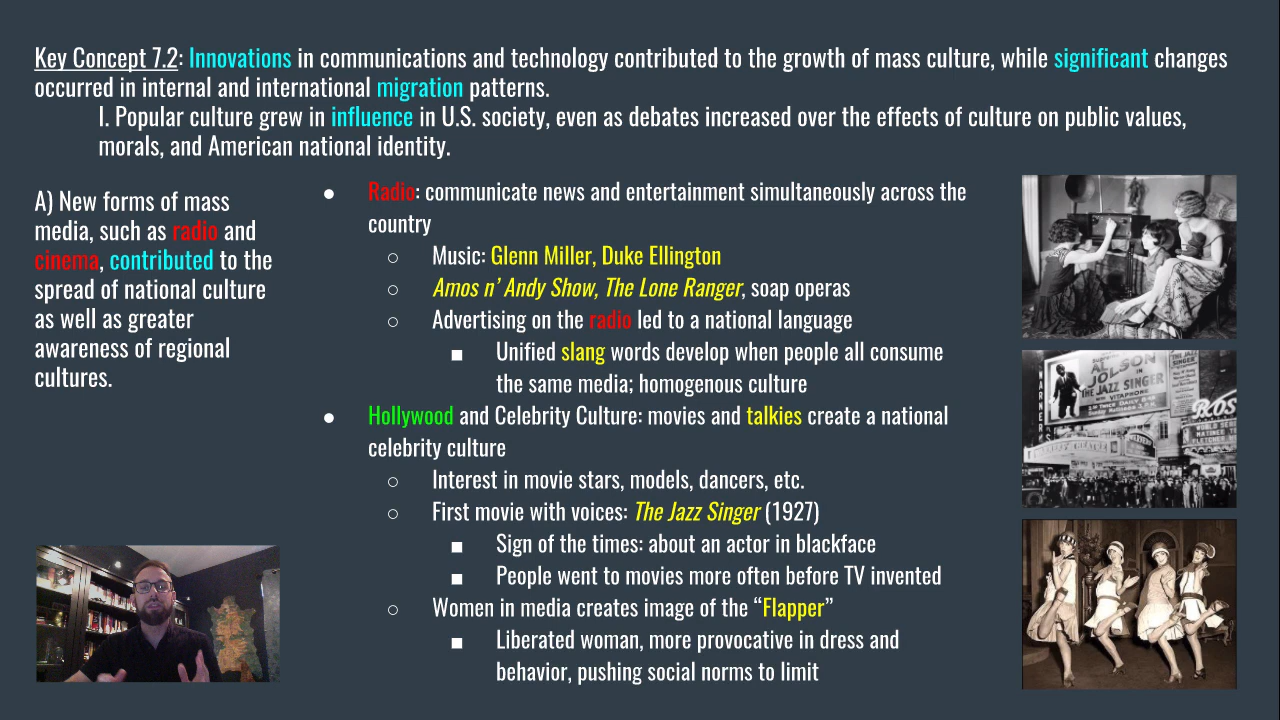 Key Concept 7.2: Innovations in communications and technology contributed to the growth of mass culture, while significant changes
occurred in internal and international migration patterns.
I. Popular culture grew in influence in U.S. society, even as debates increased over the effects of culture on public values,
morals, and American national identity.
A) New forms of mass
media, such as radio and
cinema, contributed to the
spread of national culture
as well as greater
awareness of regional
cultures.
● Radio: communicate news and entertainment simultaneously across the
country
○ Music: Glenn Miller, Duke Ellington
○ Amos n’ Andy Show, The Lone Ranger, soap operas
○ Advertising on the radio led to a national language
■ Unified slang words develop when people all consume
the same media; homogenous culture
● Hollywood and Celebrity Culture: movies and talkies create a national
celebrity culture
○ Interest in movie stars, models, dancers, etc.
○ First movie with voices: The Jazz Singer (1927)
■ Sign of the times: about an actor in blackface
■ People went to movies more often before TV invented
○ Women in media creates image of the “Flapper”
■ Liberated woman, more provocative in dress and
behavior, pushing social norms to limit
AL
JOLSON
THE JAZZ SINGER
WITH VITAPHONE